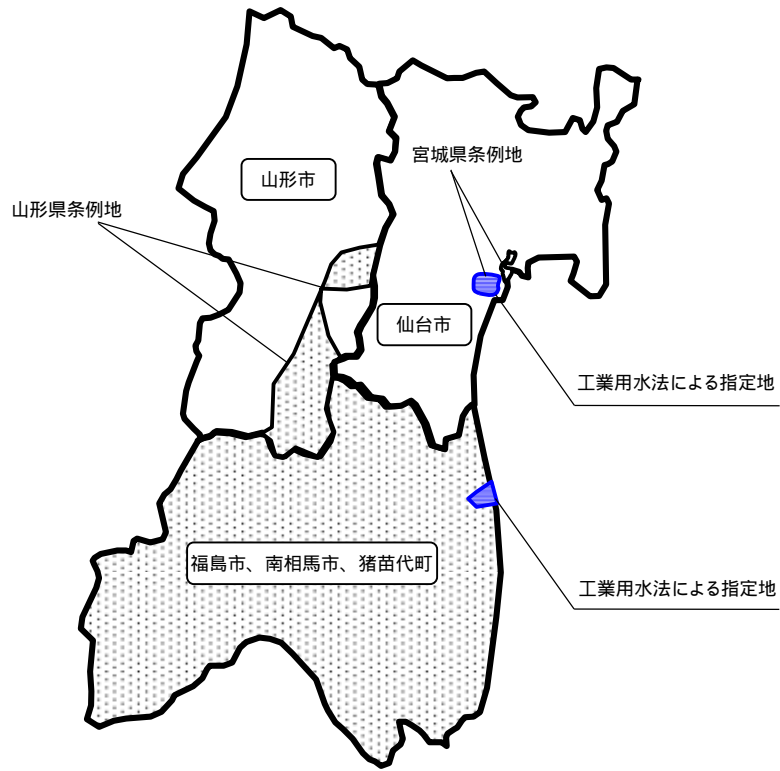 宮城県条例地
山形市
山形県条例地
仙台市
工業用水法による指定地
福島市、南相馬市、猪苗代町
工業用水法による指定地